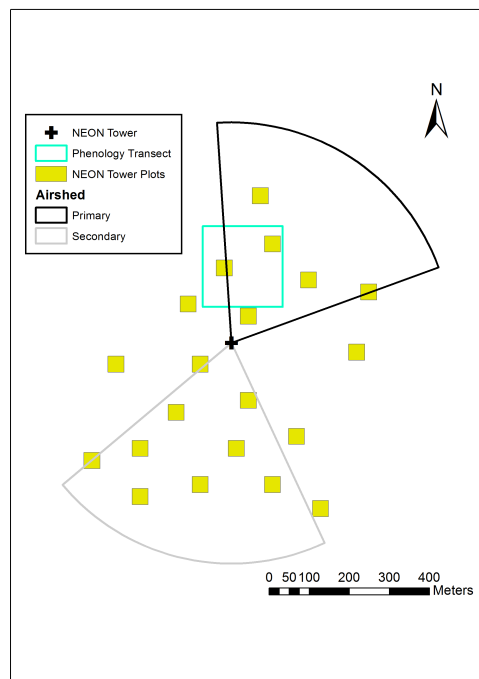 N
NEON Tower
Phenology Transect
NEON Tower Plots
Airshed
Primary
Secondary
0 50 100 200 300 400
Meters